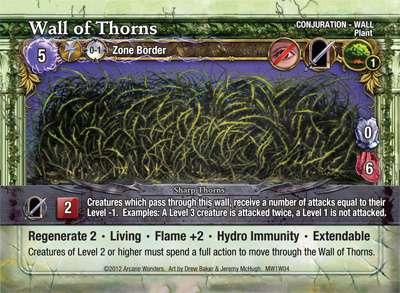 Wall of Thorns
CONJURATION - WALL
Plant
5
0-1
Zone Border
1
0
6
Sharp Thorns
2
Creatures which pass through this wall, receive a number of attacks equal to their
Level -1. Examples: A Level 3 creature is attacked twice, a Level 1 is not attacked.
Regenerate 2 • Living • Flame +2 • Hydro Immunity • Extendable
Creatures of Level 2 or higher must spend a full action to move through the Wall of Thorns.
©2012 Arcane Wonders. Art by Drew Baker & Jeremy McHugh. MW1W04